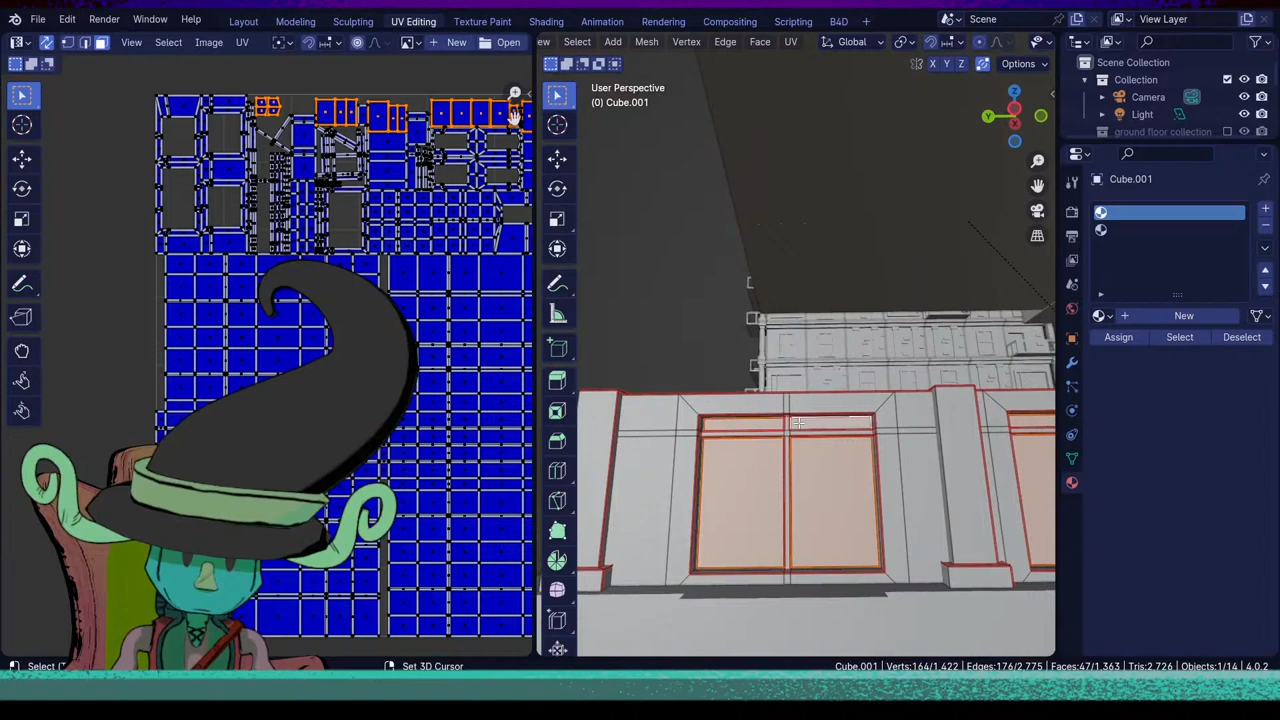 File Edit Render Window Help
Layout Modeling Sculpting UV Editing Texture Paint Shading Animation Rendering Compositing Scripting B4D +
Scene
View Layer
View Select Image UV
New Open
ew Select Add Mesh Vertex Edge Face UV
Global
X Y Z
Options
User Perspective
(0) Cube.001
Z
Y
X
Scene Collection
Collection
Camera
Light
ground floor collection
Cube.001
New
Assign Select Deselect
Select (T
Set 3D Cursor
Cube.001 Verts:164/1.422 Edges:176/2.775 Faces:47/1.363 Tris:2.726 Objects:1/14 4.0.2